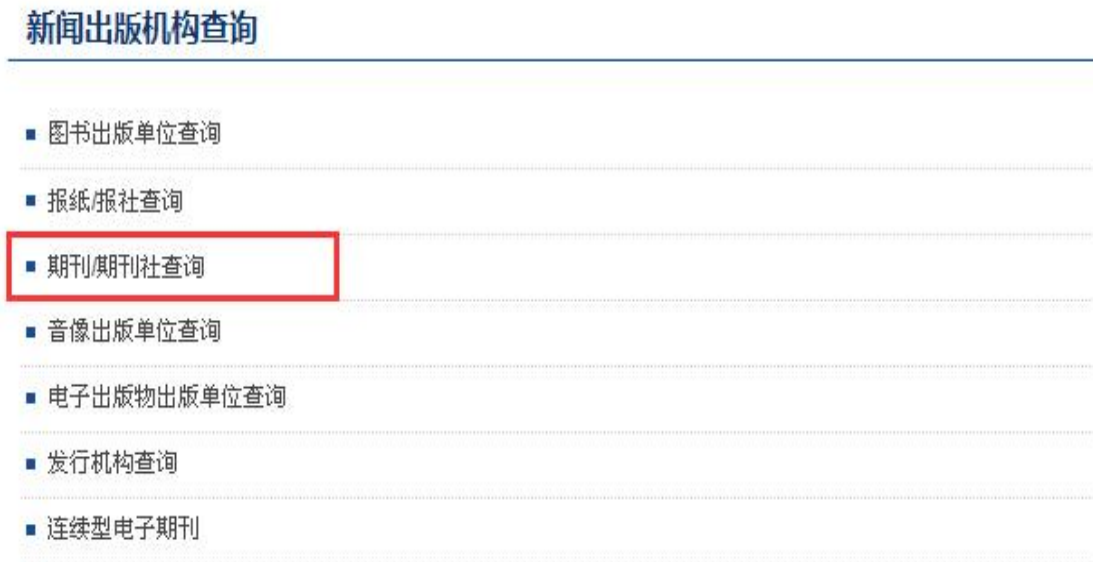 新闻出版机构查询
图书出版单位查询
报纸/报社查询
期刊/期刊社查询
音像出版单位查询
电子出版物出版单位查询
发行机构查询
连续型电子期刊